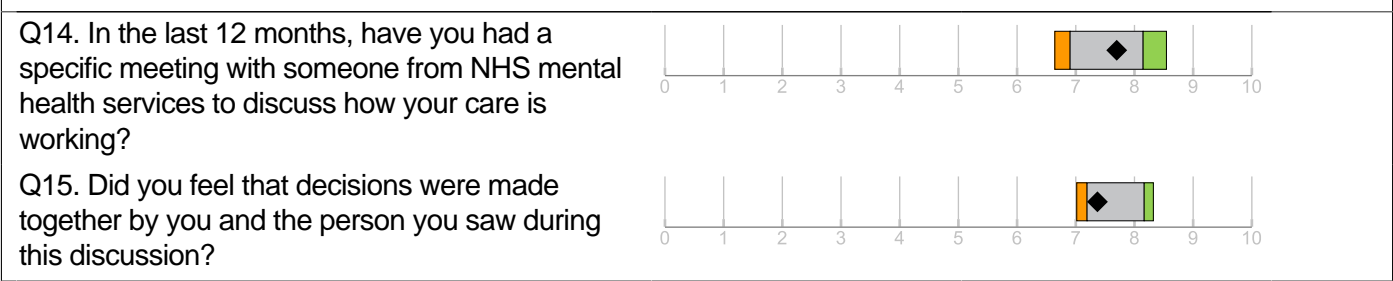 Q14. In the last 12 months, have you had a
specific meeting with someone from NHS mental
health services to discuss how your care is
working?
0 1 2 3 4 5 6 7 8 9 10
Q15. Did you feel that decisions were made
together by you and the person you saw during
this discussion?
0 1 2 3 4 5 6 7 8 9 10